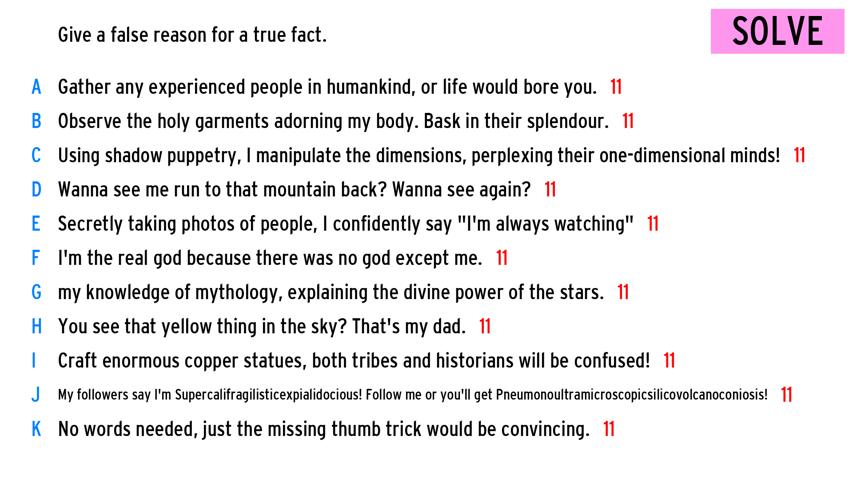 Give a false reason for a true fact.
SOLVE
A Gather any experienced people in humankind, or life would bore you. 11
B Observe the holy garments adorning my body. Bask in their splendour. 11
C Using shadow puppetry, I manipulate the dimensions, perplexing their one-dimensional minds! 11
D Wanna see me run to that mountain back? Wanna see again? 11
E Secretly taking photos of people, I confidently say "I'm always watching" 11
F I'm the real god because there was no god except me. 11
G my knowledge of mythology, explaining the divine power of the stars. 11
H You see that yellow thing in the sky? That's my dad. 11
I Craft enormous copper statues, both tribes and historians will be confused! 11
J My followers say I'm Supercalifragilisticexpialidocious! Follow me or you'll get Pneumonoultramicroscopicsilicovolcanoconiosis! 11
K No words needed, just the missing thumb trick would be convincing. 11